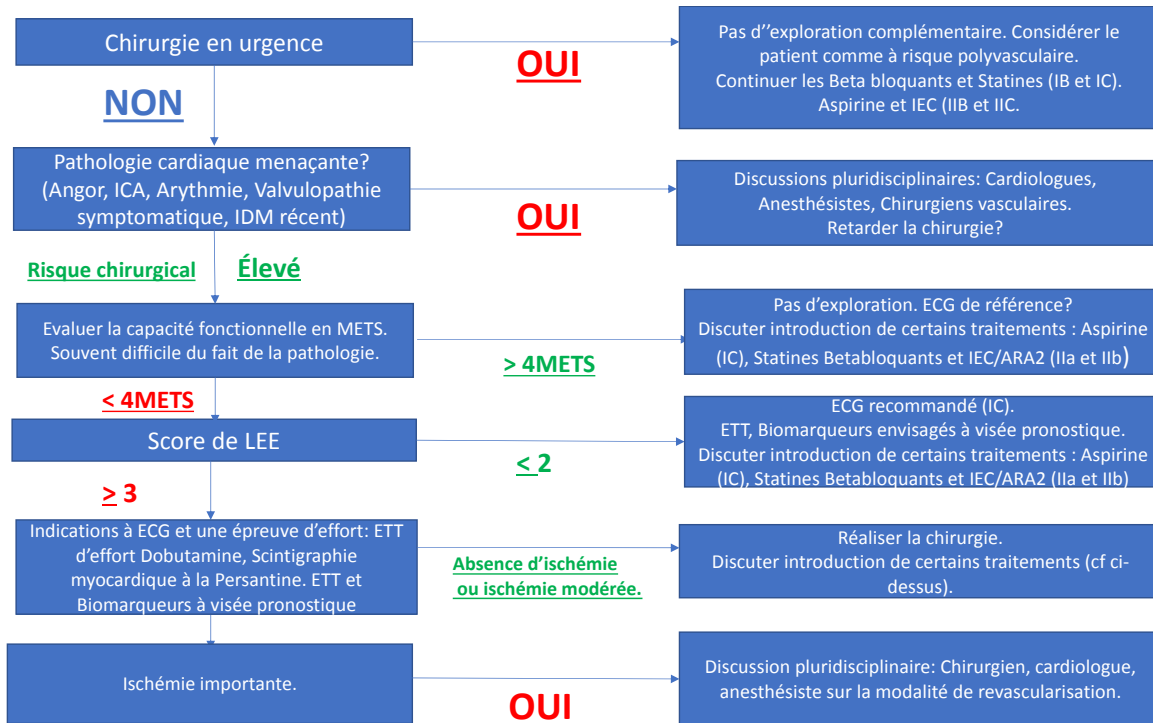 Chirurgie en urgence
OUI
Pas d''exploration complémentaire. Considérer le
patient comme à risque polyvasculaire.
Continuer les Beta bloquants et Statines (IB et IC).
Aspirine et IEC (IIB et IIC.
NON
Pathologie cardiaque menaçante?
(Angor, ICA, Arythmie, Valvulopathie
symptomatique, IDM récent)
OUI
Discussions pluridisciplinaires: Cardiologues,
Anesthésistes, Chirurgiens vasculaires.
Retarder la chirurgie?
Risque chirurgical Élevé
Evaluer la capacité fonctionnelle en METS.
Souvent difficile du fait de la pathologie.
> 4METS
Pas d'exploration. ECG de référence?
Discuter introduction de certains traitements : Aspirine
(IC), Statines Betabloquants et IEC/ARA2 (IIa et IIb)
< 4METS
Score de LEE
< 2
ECG recommandé (IC).
ETT, Biomarqueurs envisagés à visée pronostique.
Discuter introduction de certains traitements : Aspirine
(IC), Statines Betabloquants et IEC/ARA2 (IIa et IIb)
> 3
Indications à ECG et une épreuve d'effort: ETT
d'effort Dobutamine, Scintigraphie
myocardique à la Persantine. ETT et
Biomarqueurs à visée pronostique
Absence d'ischémie
ou ischémie modérée.
Réaliser la chirurgie.
Discuter introduction de certains traitements (cf ci-
dessus).
Ischémie importante.
OUI
Discussion pluridisciplinaire: Chirurgien, cardiologue,
anesthésiste sur la modalité de revascularisation.